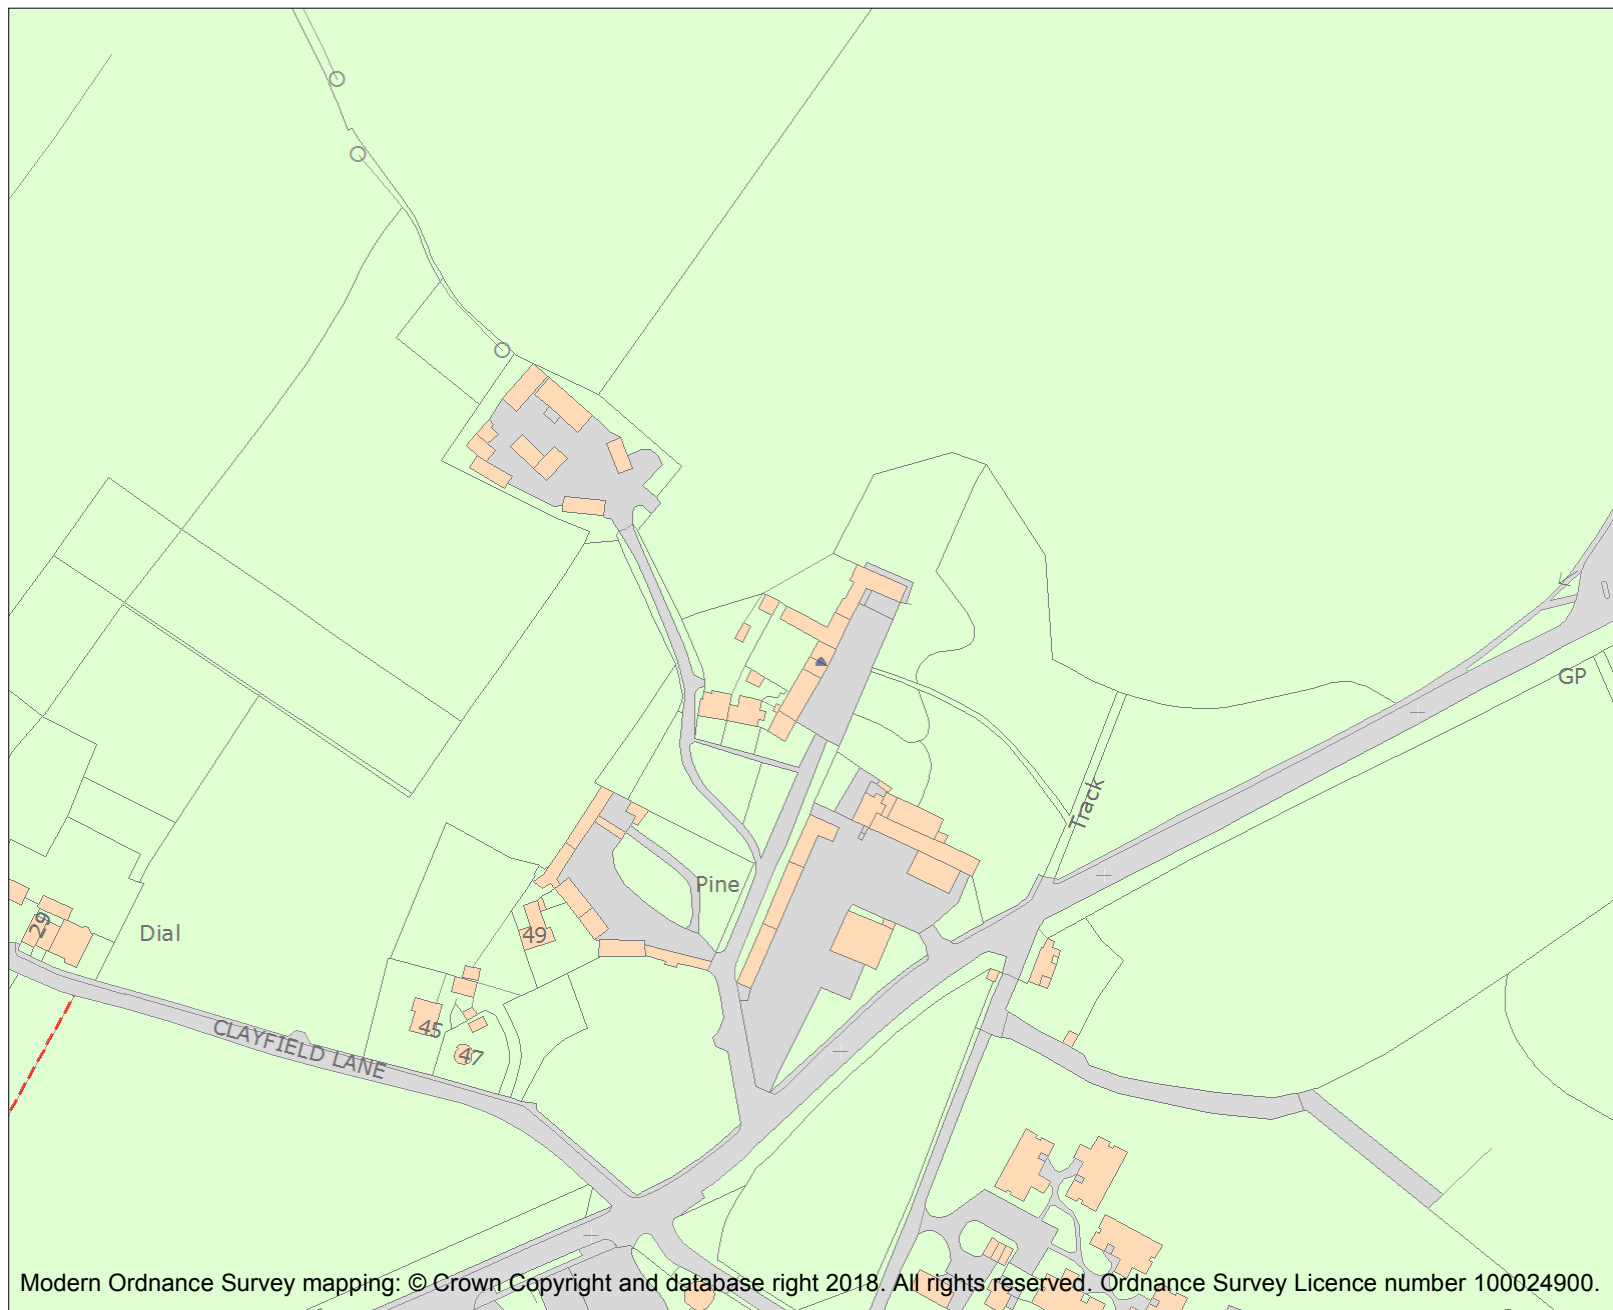 GP
Track
Pine
29
Dial
49
45
47
CLAYFIELD LANE
Modern Ordnance Survey mapping: © Crown Copyright and database right 2018. All rights reserved. Ordnance Survey Licence number 100024900.